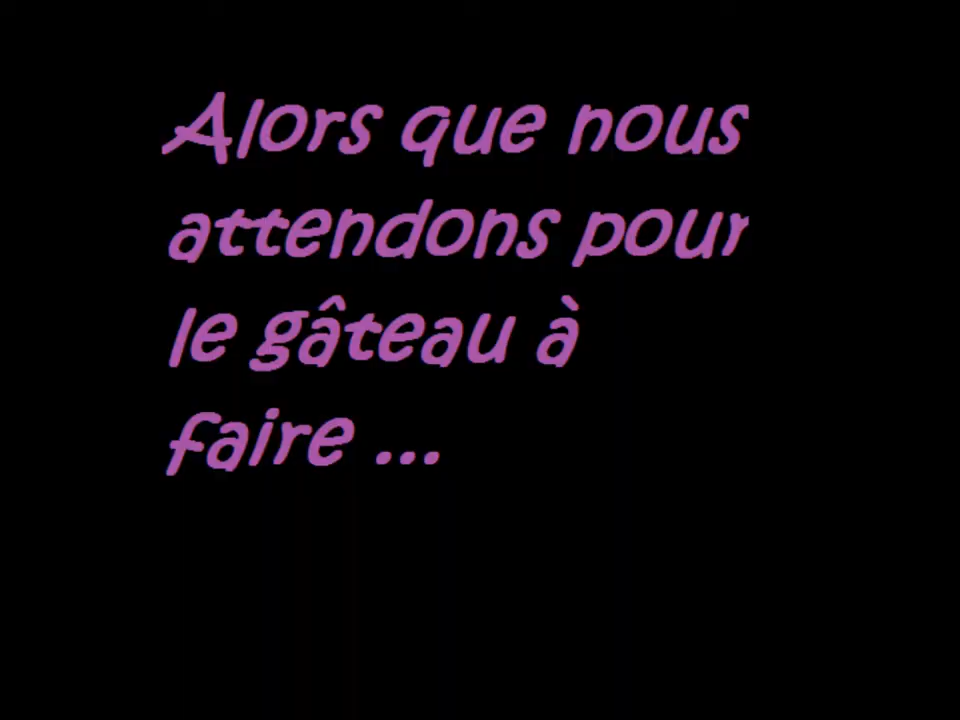 Alors que nous
attendons pour
le gâteau à
faire ...